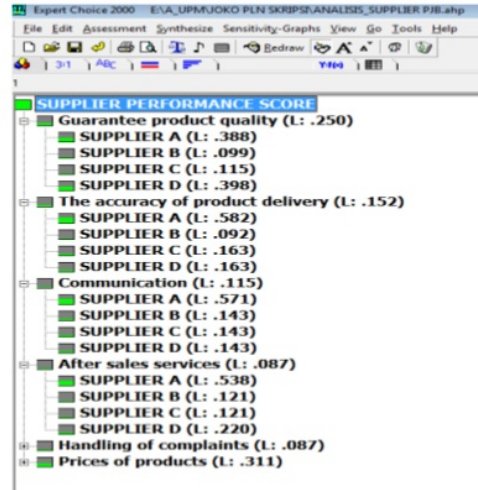 Expert Choice 2000 E:\A_UPM\JOKO PLN SKRIPSI\ANALISIS_SUPPLIER PJB.ahp
File Edit Assessment Synthesize Sensitivity-Graphs View Go Tools Help
Redraw
3:1 ABC Y=f(x)
1
SUPPLIER PERFORMANCE SCORE
Guarantee product quality (L: .250)
SUPPLIER A (L: .388)
SUPPLIER B (L: .099)
SUPPLIER C (L: .115)
SUPPLIER D (L: .398)
The accuracy of product delivery (L: .152)
SUPPLIER A (L: .582)
SUPPLIER B (L: .092)
SUPPLIER C (L: .163)
SUPPLIER D (L: .163)
Communication (L: .115)
SUPPLIER A (L: .571)
SUPPLIER B (L: .143)
SUPPLIER C (L: .143)
SUPPLIER D (L: .143)
After sales services (L: .087)
SUPPLIER A (L: .538)
SUPPLIER B (L: .121)
SUPPLIER C (L: .121)
SUPPLIER D (L: .220)
Handling of complaints (L: .087)
Prices of products (L: .311)